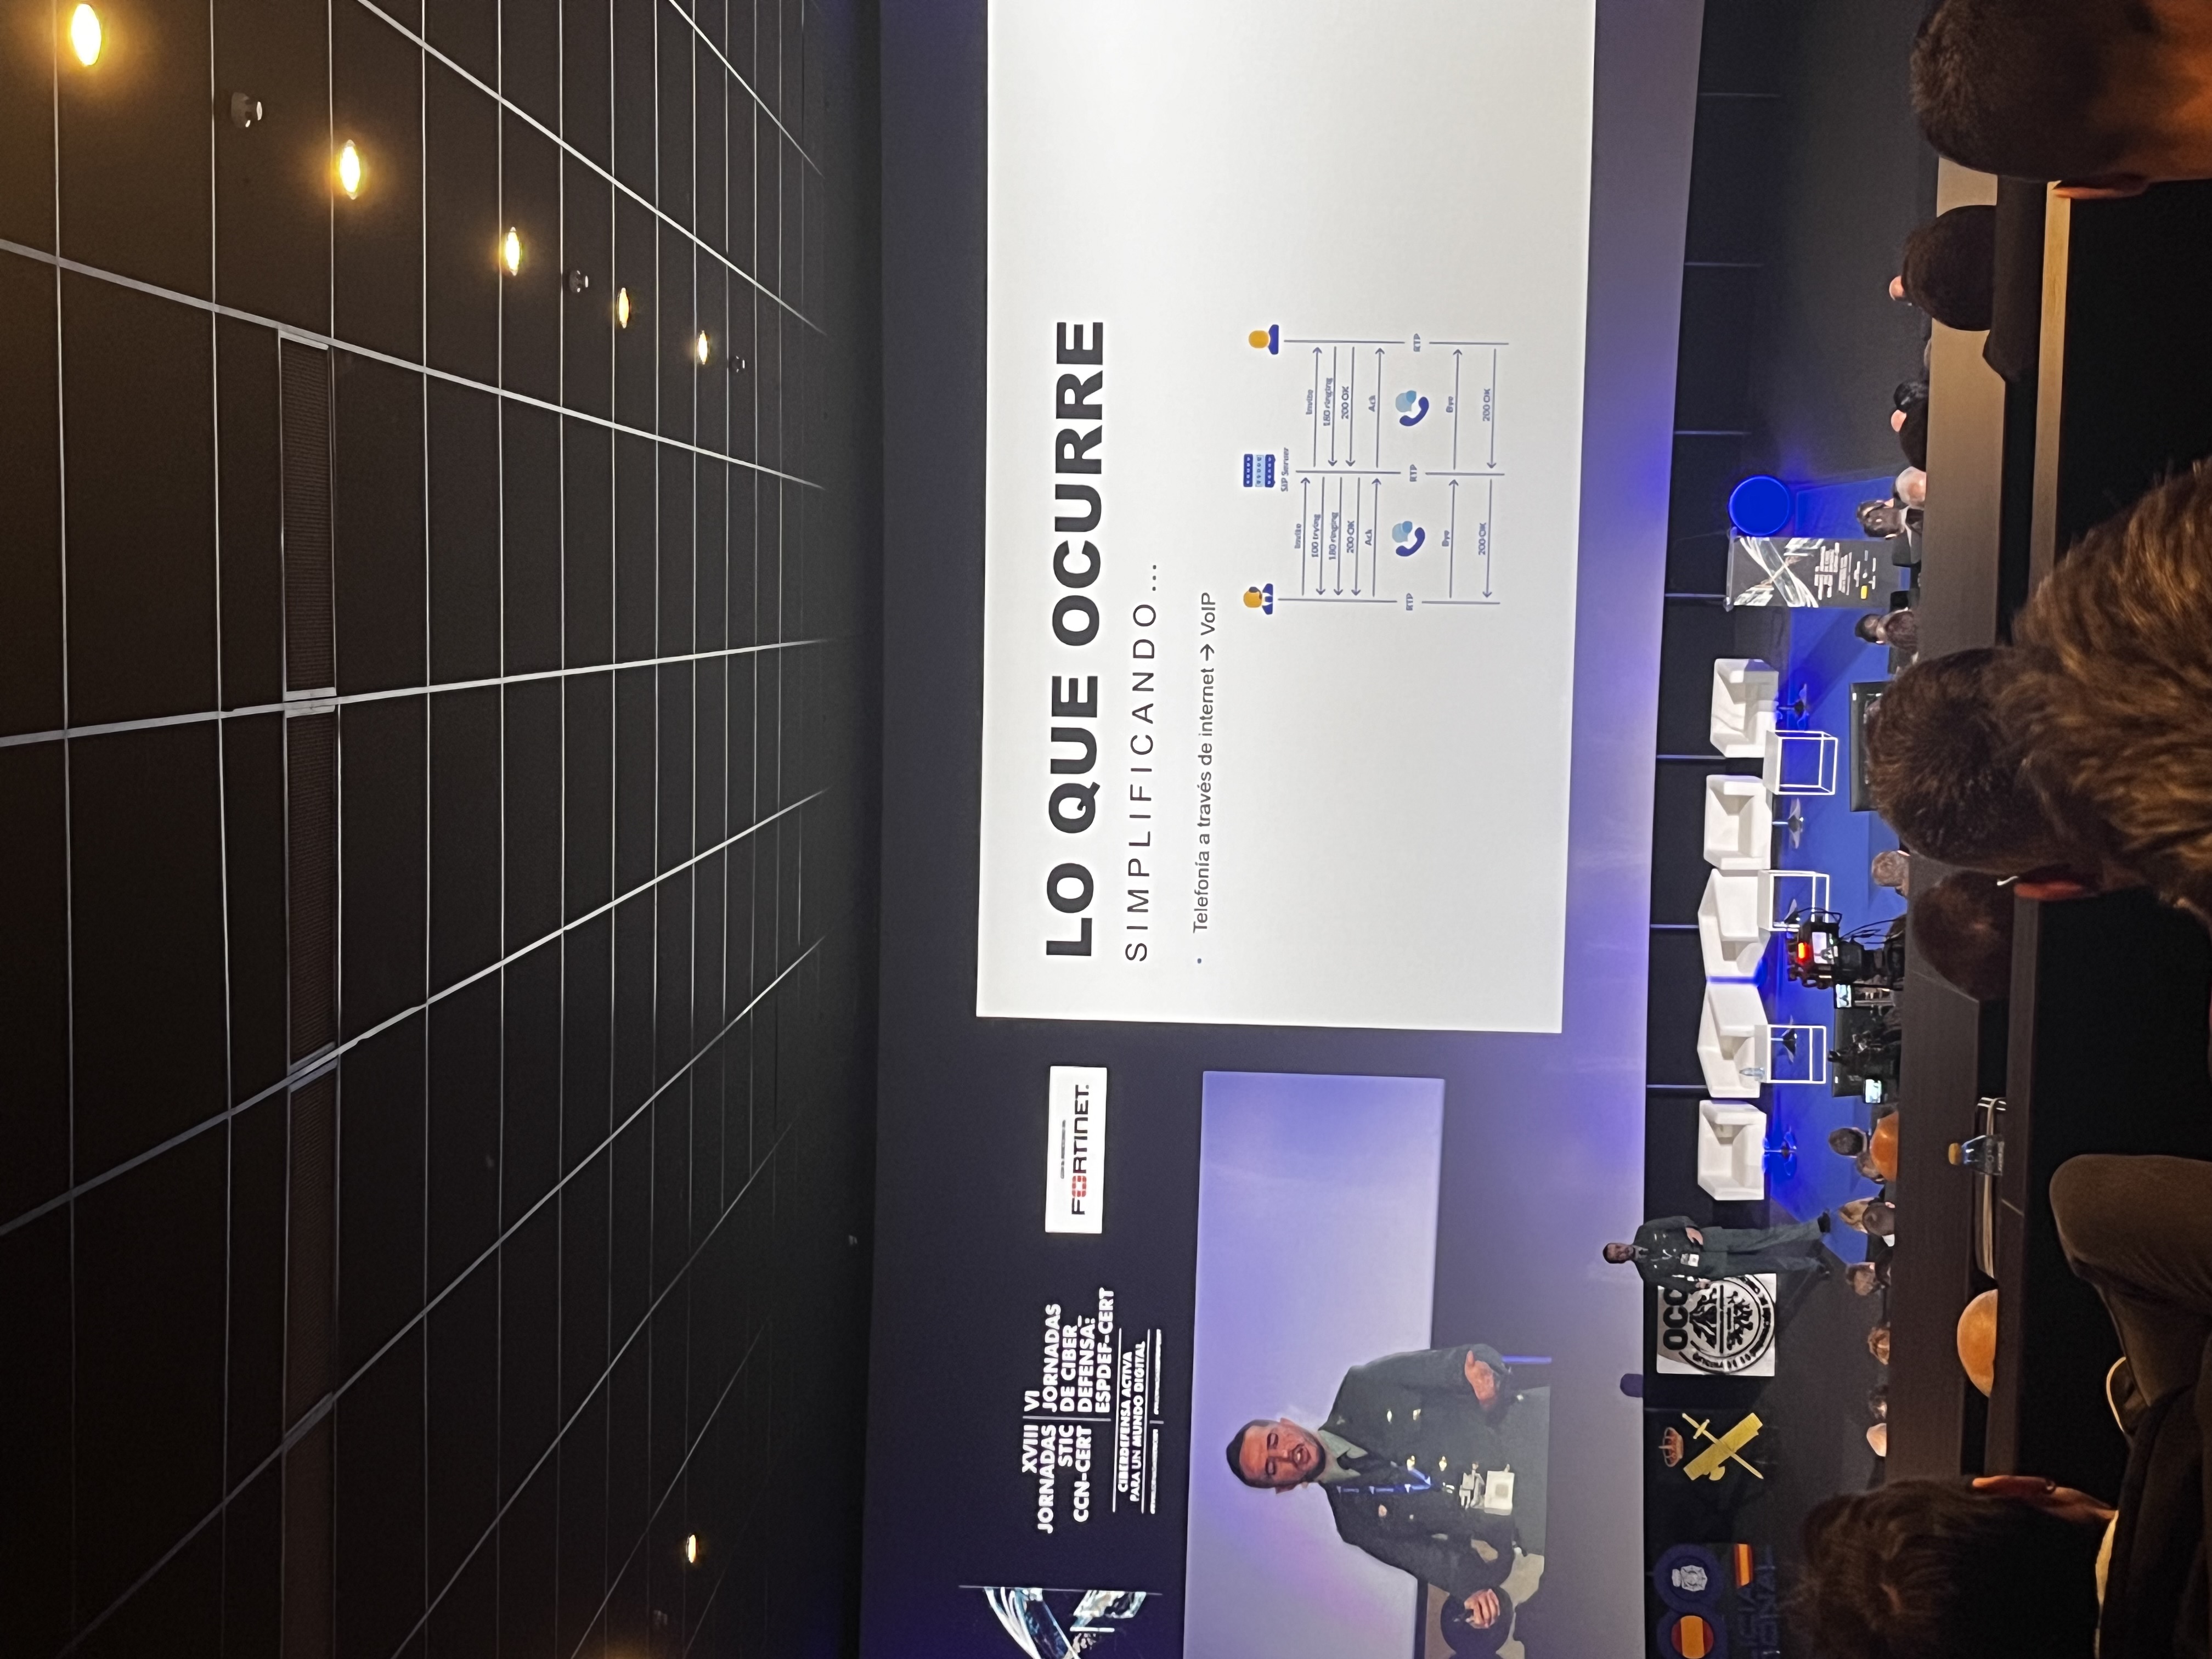 XVIII
JORNADAS
STIC
CCN-CERT
VI
JORNADAS
DE CIBER
DEFENSA:
ESPDEF-CERT
CIBERDEFENSA ACTIVA
PARA UN MUNDO DIGITAL
FORTINET
LO QUE OCURRE
SIMPLIFICANDO...
• Telefonía a través de internet → VoIP
SIP Server
Invite
Invite
100 trying
180 ringing
180 ringing
200 OK
200 OK
Ack
Ack
RTP
RTP
RTP
Bye
Bye
200 OK
200 OK
OCC